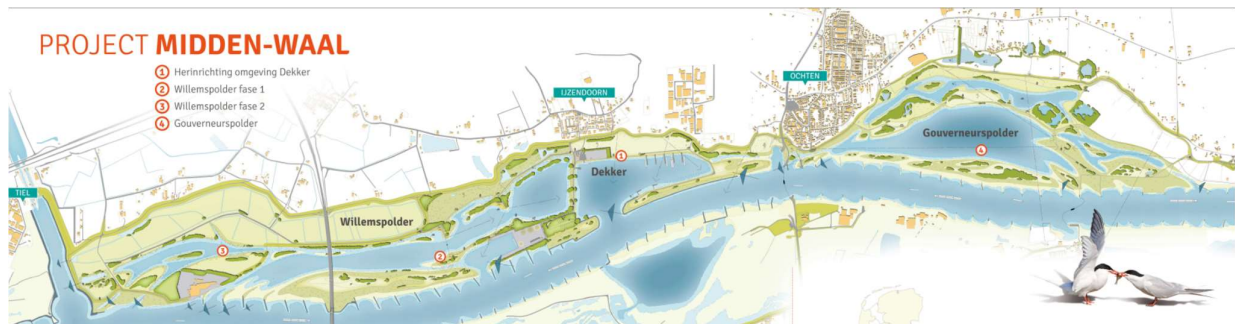 PROJECT MIDDEN-WAAL
1 Herinrichting omgeving Dekker
2 Willemspolder fase 1
3 Willemspolder fase 2
4 Gouverneurspolder
TIEL
IJZENDOORN
OCHTEN
Willemspolder
Dekker
Gouverneurspolder
1
2
3
4